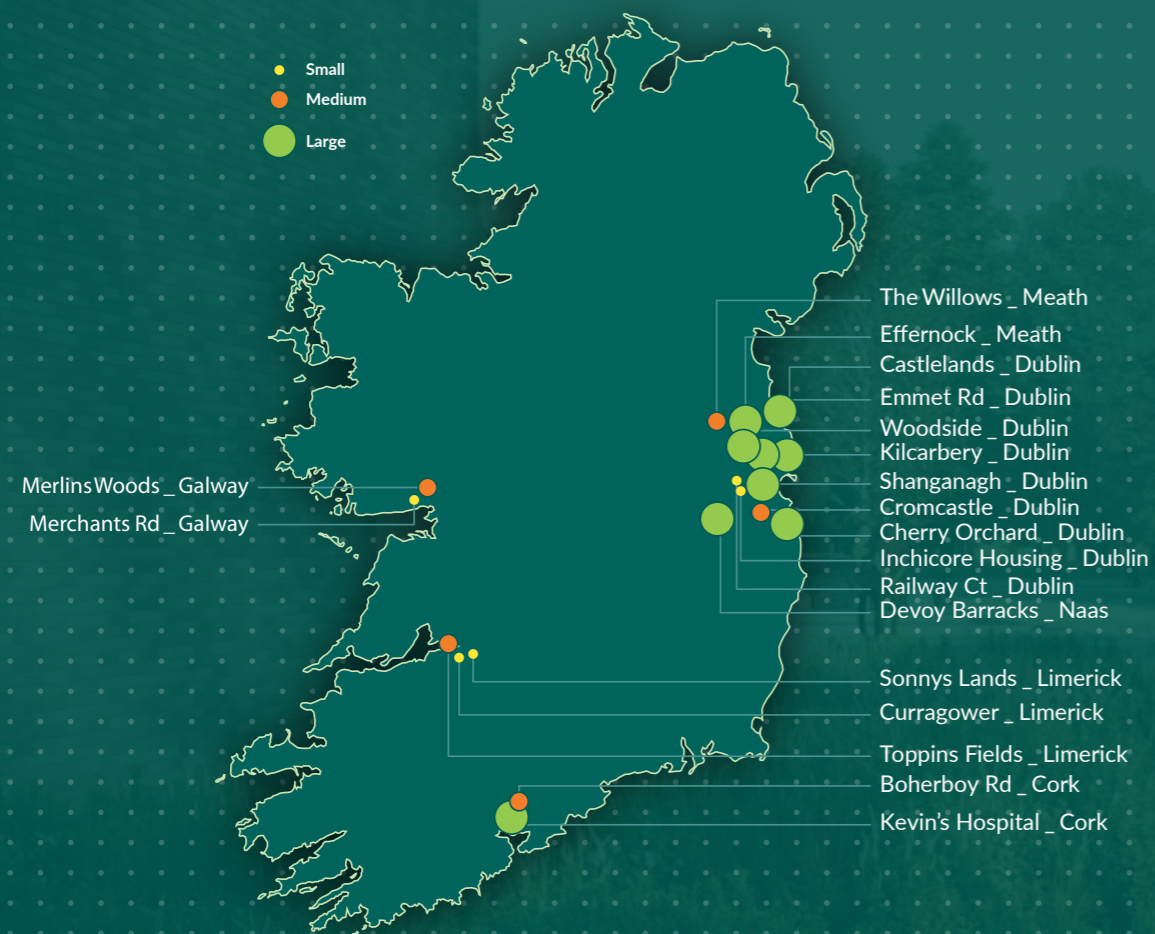 Small
Medium
Large
The Willows _ Meath
Effernock _ Meath
Castlelands _ Dublin
Emmet Rd _ Dublin
Woodside _ Dublin
Kilcarbery _ Dublin
Shanganagh _ Dublin
Cromcastle _ Dublin
Cherry Orchard _ Dublin
Inchicore Housing _ Dublin
Railway Ct _ Dublin
Devoy Barracks _ Naas
MerlinsWoods _ Galway
Merchants Rd _ Galway
Sonnys Lands _ Limerick
Curragower _ Limerick
Toppins Fields _ Limerick
Boherboy Rd _ Cork
Kevin's Hospital _ Cork